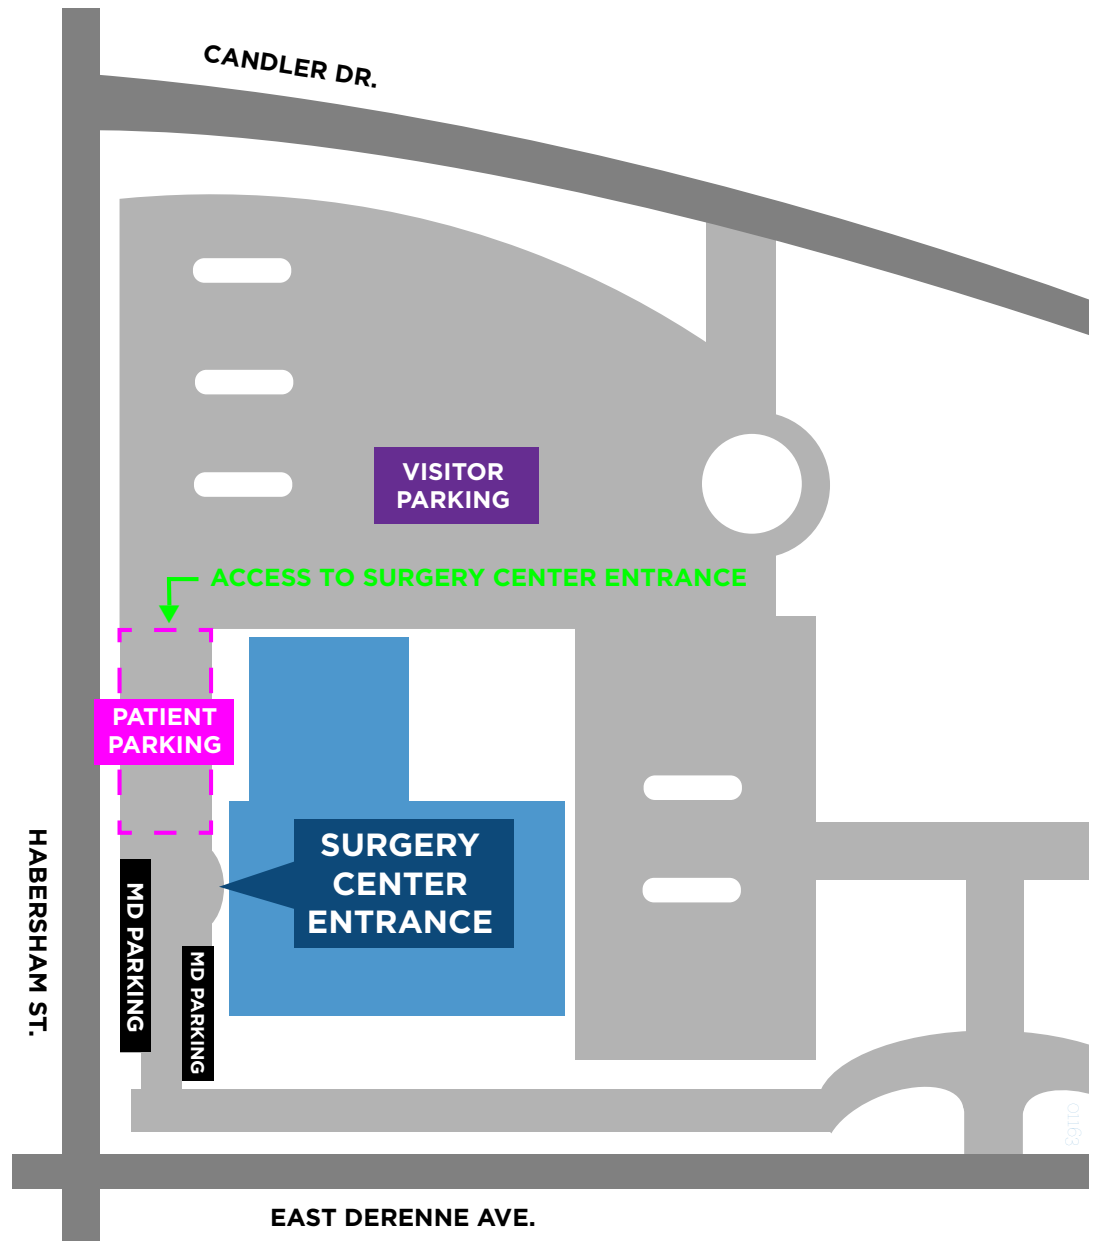 CANDLER DR.
VISITOR
PARKING
ACCESS TO SURGERY CENTER ENTRANCE
PATIENT
PARKING
SURGERY
CENTER
ENTRANCE
HABERSHAM ST.
MD PARKING
MD PARKING
01163
EAST DERENNE AVE.